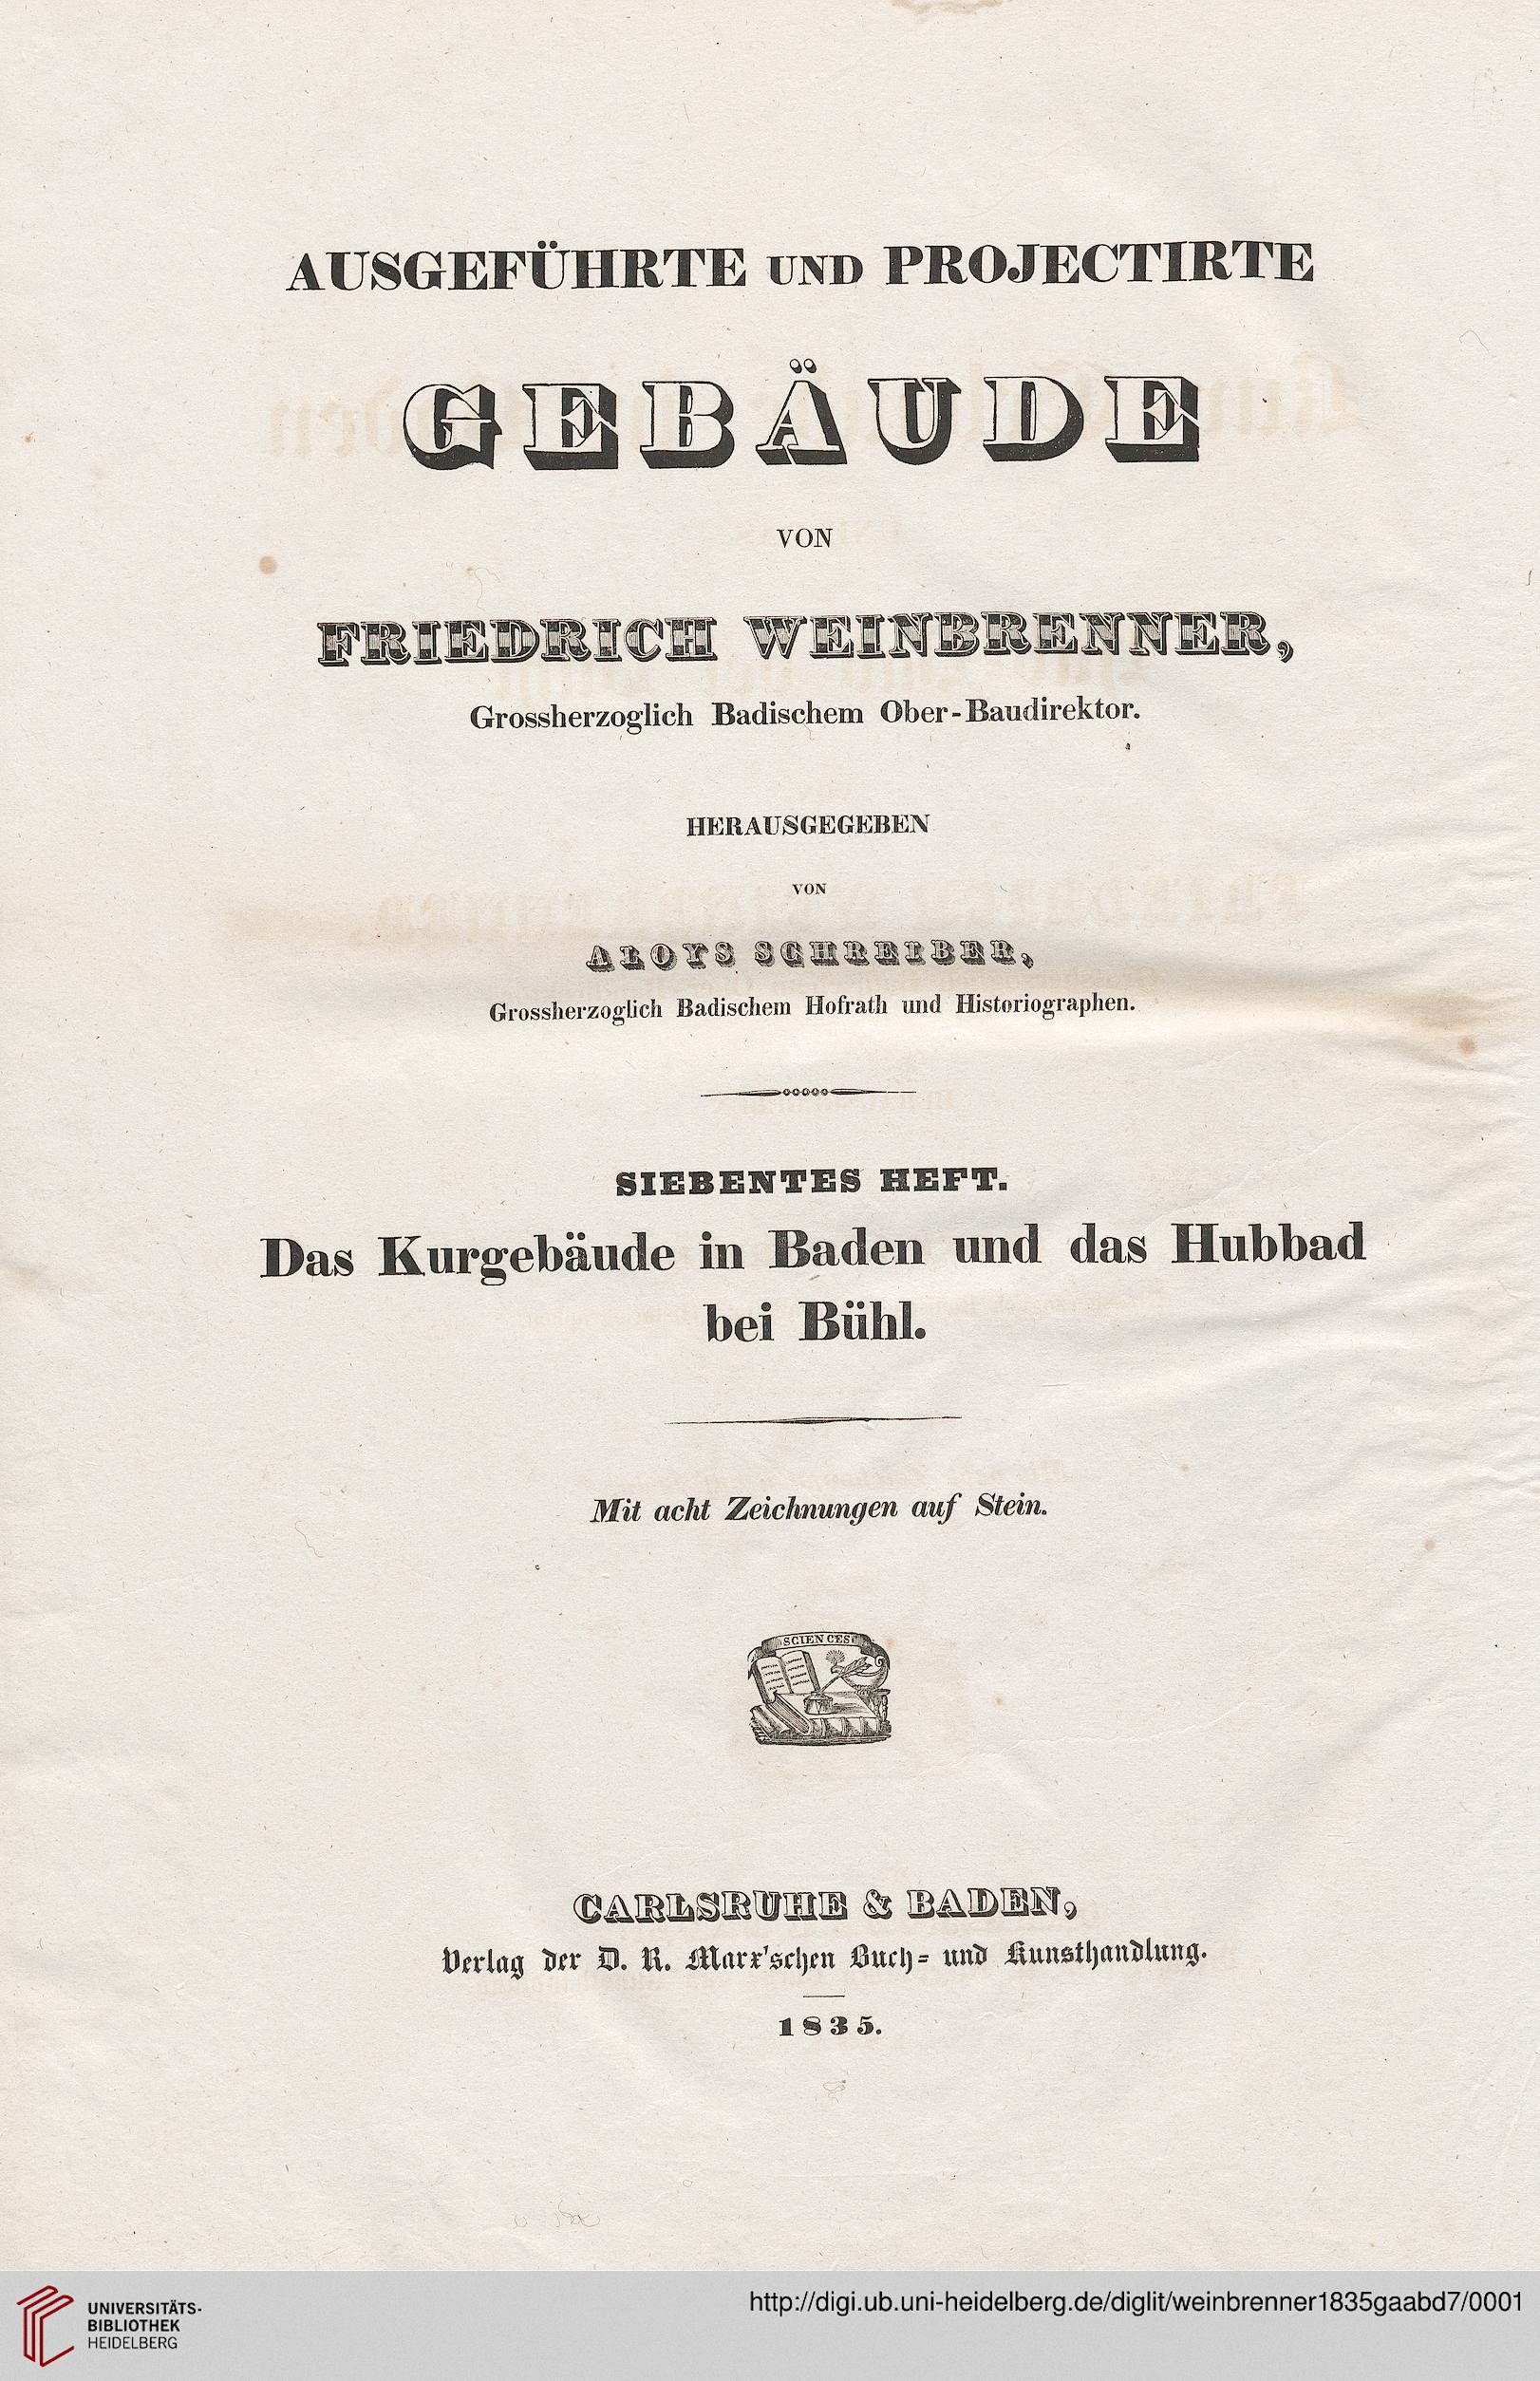 AUSGEFÜHRTE UND PROJECTIRTE
GEBÄUDE
VON
FRIEDRICH WEINBRENNER,
Grossherzoglich Badischem Ober-Baudirektor.
HERAUSGEGEBEN
VON
ALOYS SCHREIBER,
Grossherzoglich Badischem Hofrath und Historiographen.
SIEBENTES HEFT.
Das Kurgebäude in Baden und das Hubbad
bei Bühl.
Mit acht Zeichnungen auf Stein.
SCIENCES
CARLSRUHE & BADEN,
Verlag der D. R. Marx'schen Buch- und Kunsthandlung.
1835.
UNIVERSITÄTS-
BIBLIOTHEK
HEIDELBERG
http://digi.ub.uni-heidelberg.de/diglit/weinbrenner1835gaabd7/0001